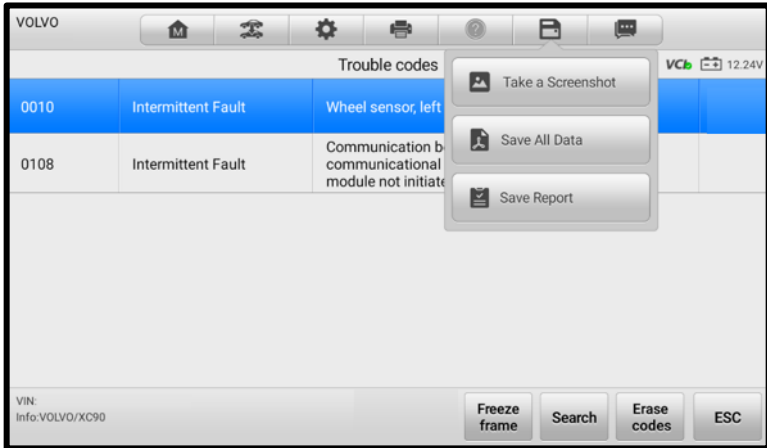 VOLVO
M
Trouble codes
VCI
12.24V
Take a Screenshot
0010 Intermittent Fault Wheel sensor, left
Save All Data
0108 Intermittent Fault Communication b
communicational
module not initiate
Save Report
VIN:
Info:VOLVO/XC90
Freeze
frame
Search
Erase
codes
ESC